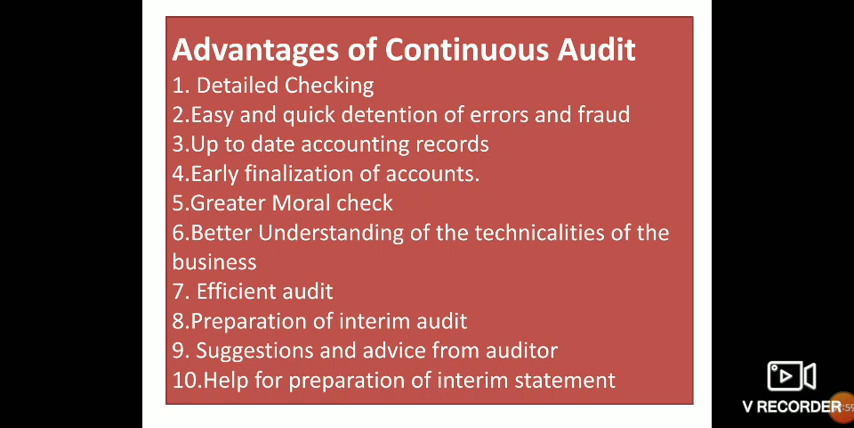 Advantages of Continuous Audit
1. Detailed Checking
2.Easy and quick detention of errors and fraud
3.Up to date accounting records
4.Early finalization of accounts.
5.Greater Moral check
6.Better Understanding of the technicalities of the
business
7. Efficient audit
8.Preparation of interim audit
9. Suggestions and advice from auditor
10.Help for preparation of interim statement
V RECORDER
:59